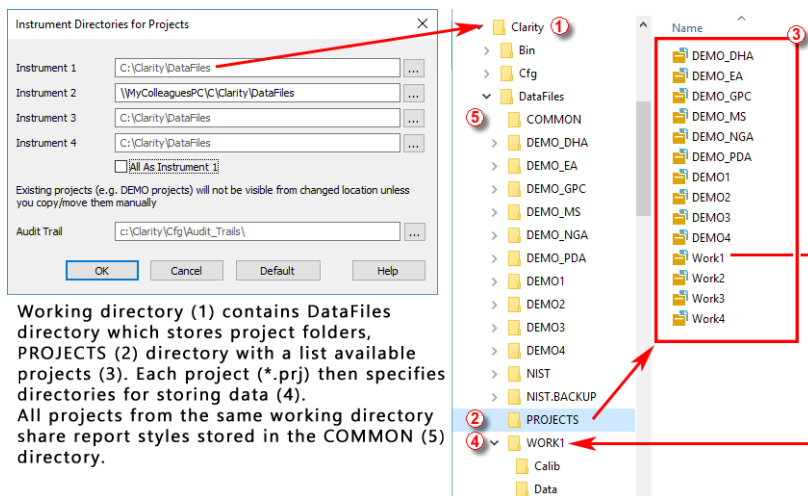 Instrument Directories for Projects
Instrument 1 C:\Clarity\DataFiles ...
Instrument 2 \\MyColleaguesPC\C\Clarity\DataFiles ...
Instrument 3 C:\Clarity\DataFiles ...
Instrument 4 C:\Clarity\DataFiles ...
All As Instrument 1
Existing projects (e.g. DEMO projects) will not be visible from changed location unless
you copy/move them manually
Audit Trail c:\Clarity\Cfg\Audit_Trails\ ...
OK Cancel Default Help
Working directory (1) contains DataFiles
directory which stores project folders,
PROJECTS (2) directory with a list available
projects (3). Each project (*.prj) then specifies
directories for storing data (4).
All projects from the same working directory
share report styles stored in the COMMON (5)
directory.
Clarity 1
Bin
Cfg
DataFiles
5 COMMON
DEMO_DHA
DEMO_EA
DEMO_GPC
DEMO_MS
DEMO_NGA
DEMO_PDA
DEMO1
DEMO2
DEMO3
DEMO4
NIST
NIST.BACKUP
2 PROJECTS
4 WORK1
Calib
Data
Name
3
DEMO_DHA
DEMO_EA
DEMO_GPC
DEMO_MS
DEMO_NGA
DEMO_PDA
DEMO1
DEMO2
DEMO3
DEMO4
Work1
Work2
Work3
Work4